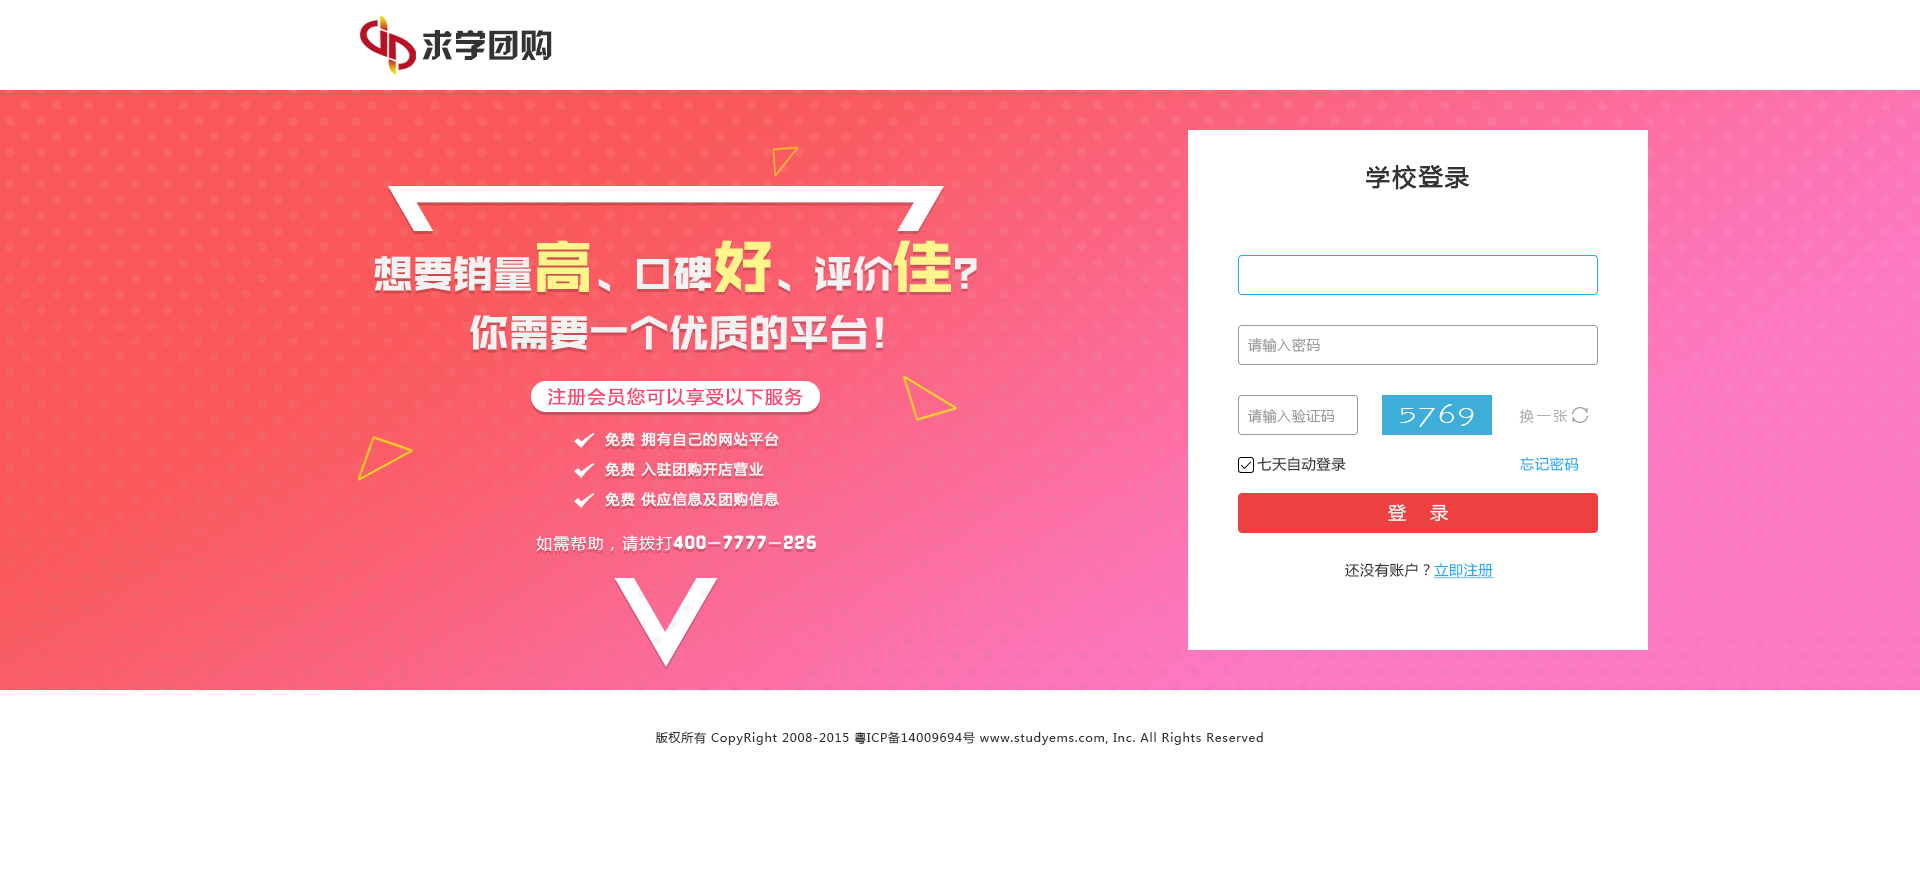 求学团购
想要销量高、口碑好、评价佳?
你需要一个优质的平台!
注册会员您可以享受以下服务
免费 拥有自己的网站平台
免费 入驻团购开店营业
免费 供应信息及团购信息
如需帮助，请拨打400-7777-226
学校登录
请输入密码
请输入验证码 5769 换一张
七天自动登录 忘记密码
登 录
还没有账户？立即注册
版权所有 CopyRight 2008-2015 粤ICP备14009694号 www.studyems.com, Inc. All Rights Reserved